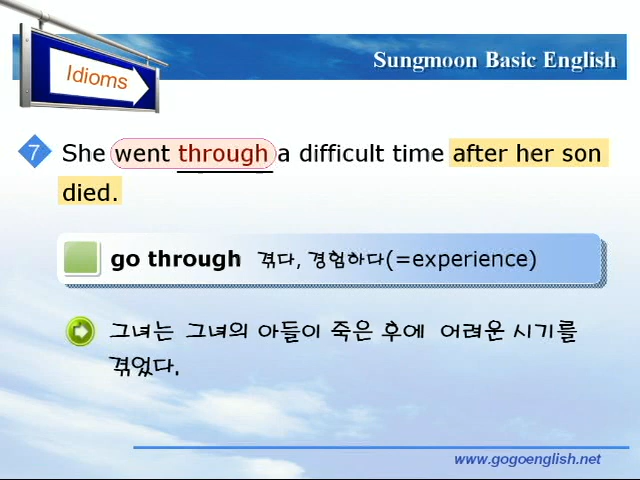 Sungmoon Basic English
Idioms
7 She went through a difficult time after her son
died.
go through 겪다, 경험하다(=experience)
그녀는 그녀의 아들이 죽은 후에 어려운 시기를
겪었다.
www.gogoenglish.net